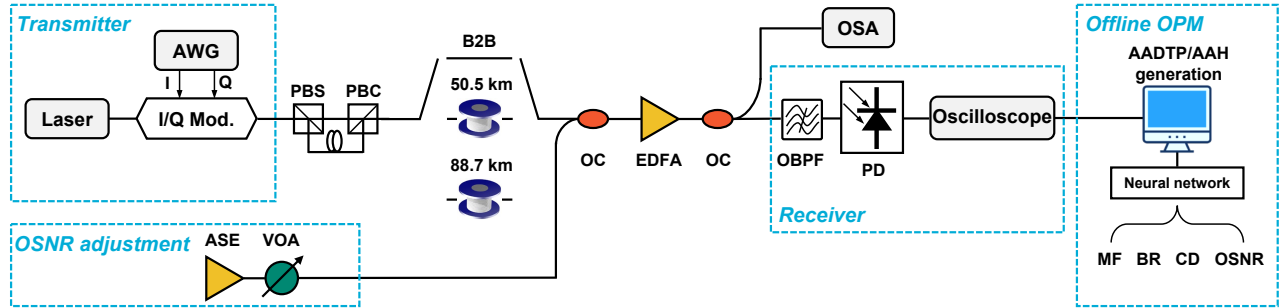 Transmitter
AWG
I Q
Laser
I/Q Mod.
PBS PBC
B2B
50.5 km
88.7 km
OSNR adjustment
ASE VOA
OC EDFA OC
OSA
OBPF
PD
Oscilloscope
Receiver
Offline OPM
AADTP/AAH
generation
Neural network
MF BR CD OSNR